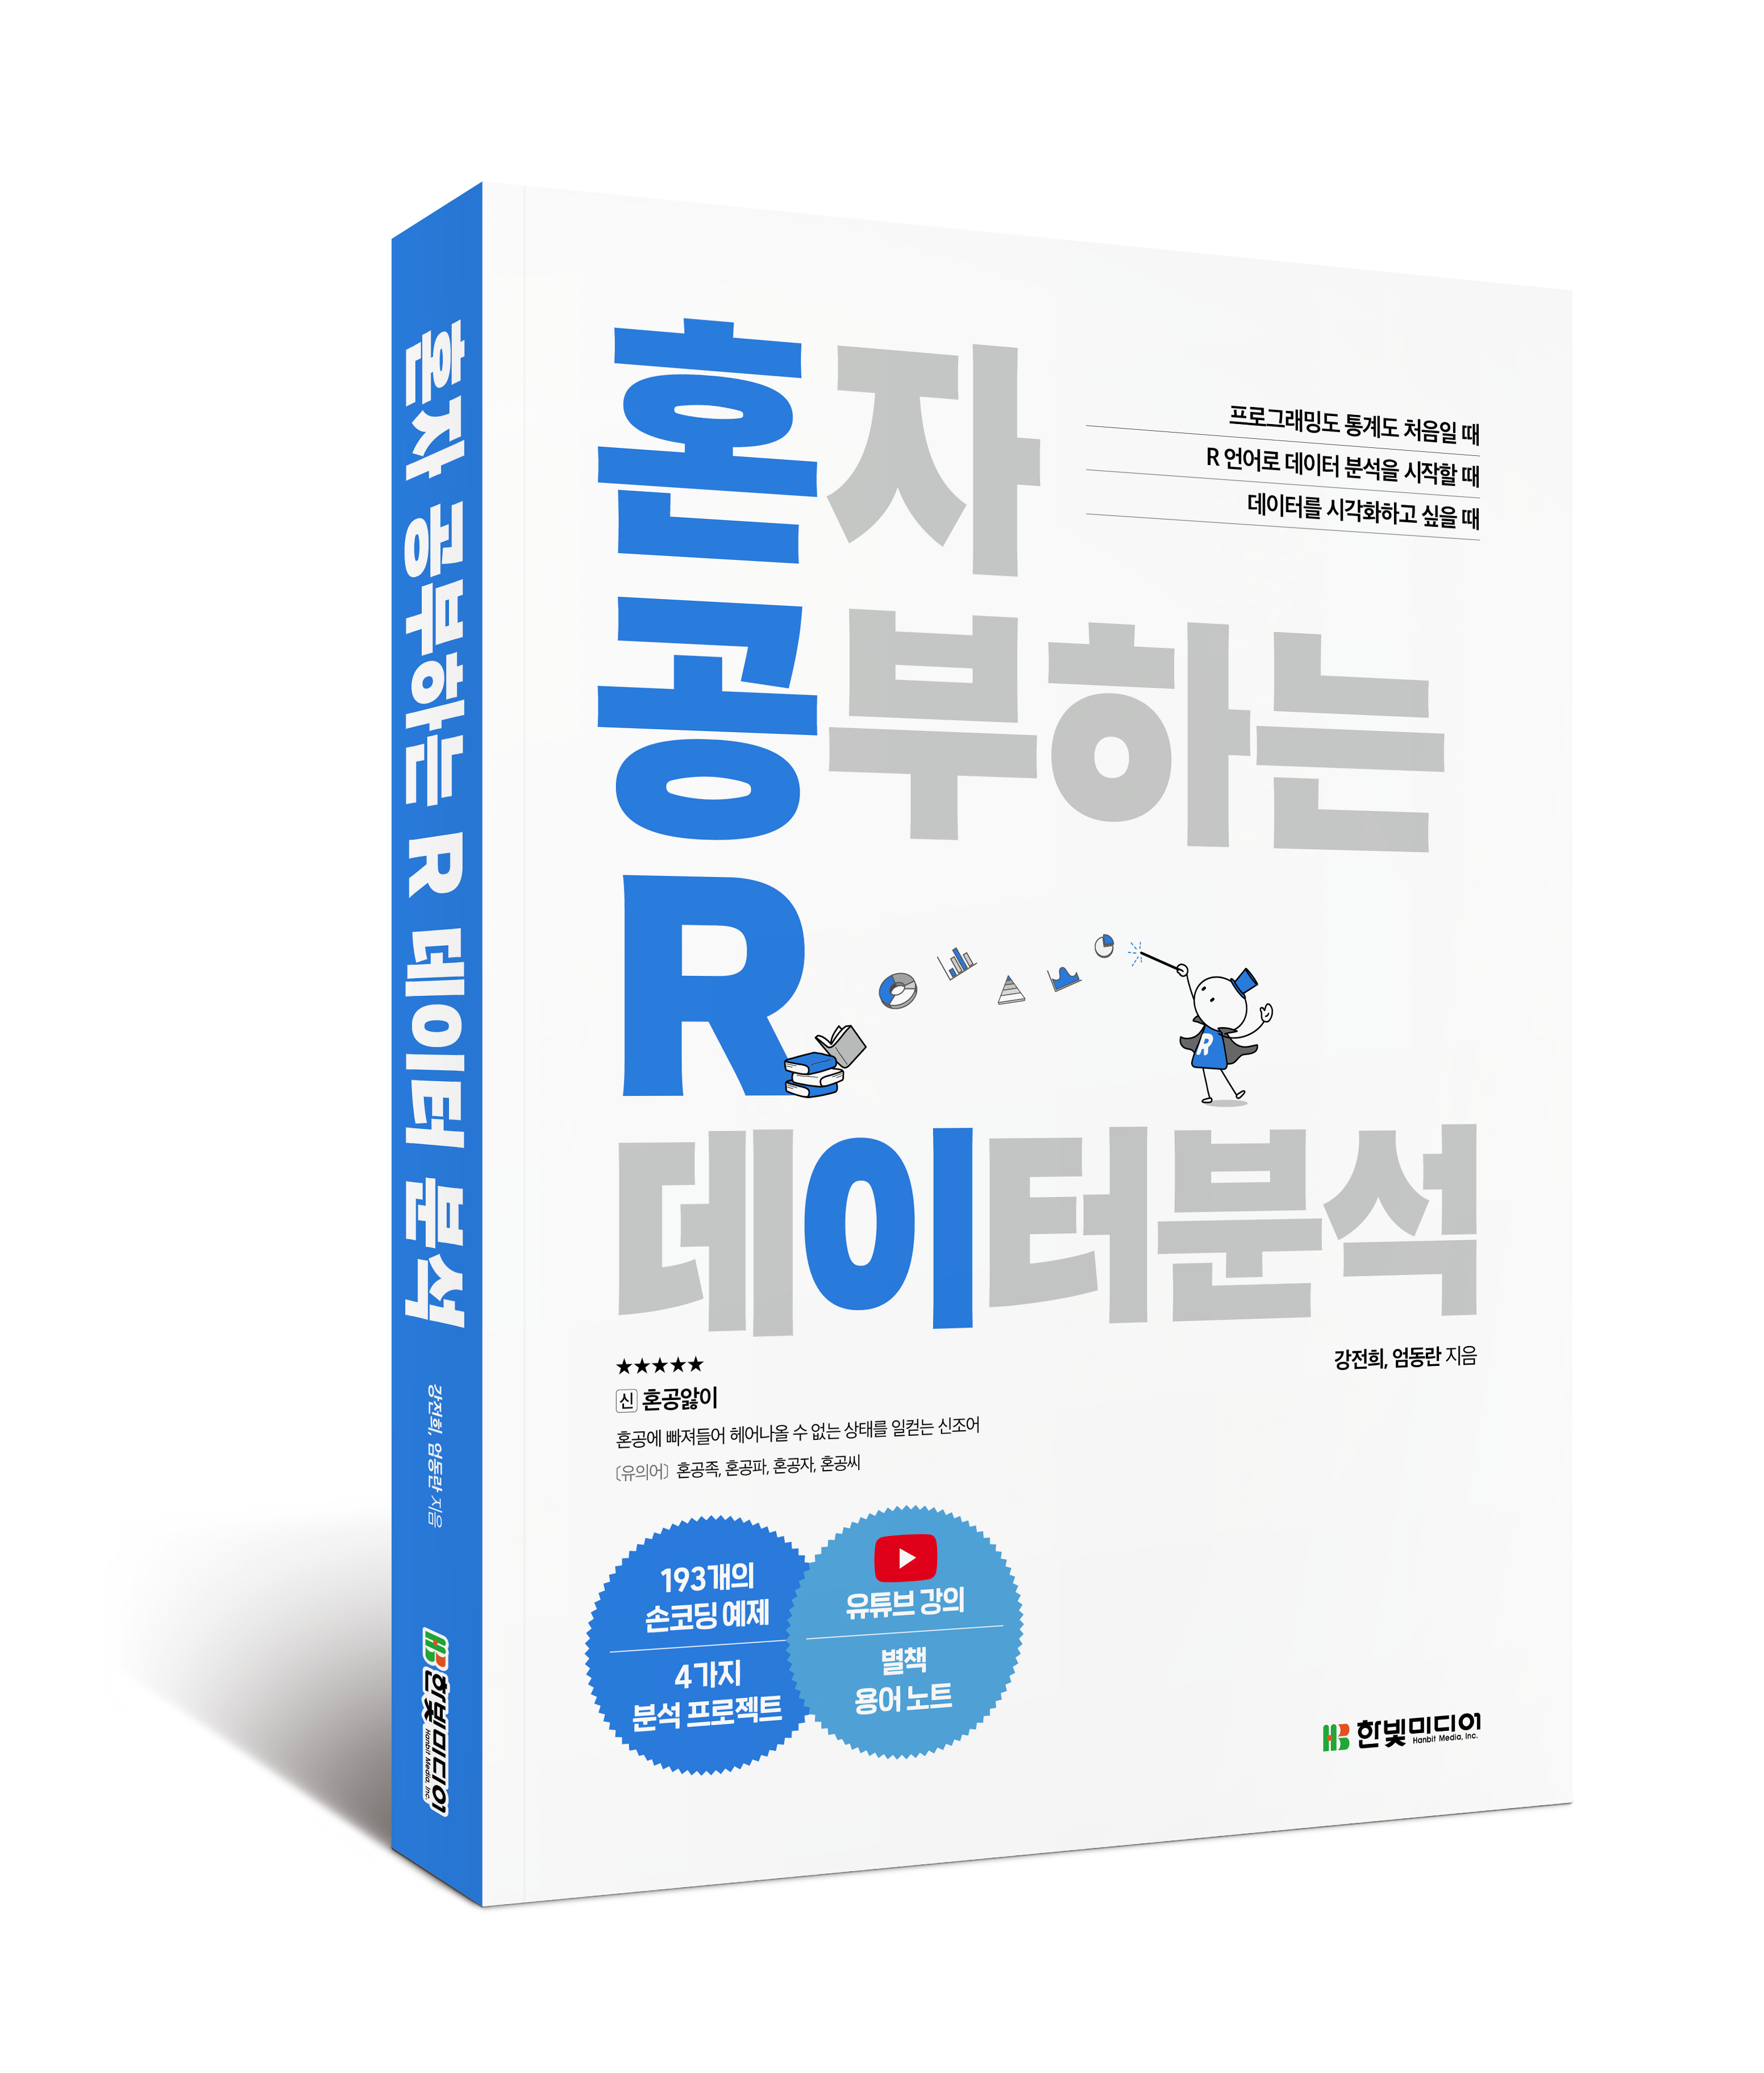 혼자 공부하는 R 데이터 분석
강전희, 엄동란 지음
HB 한빛미디어
Hanbit Media, Inc.
혼자
프로그래밍도 통계도 처음일 때
R 언어로 데이터 분석을 시작할 때
데이터를 시각화하고 싶을 때
공부하는
R
R
데이터분석
강전희, 엄동란 지음
★★★★★
신 혼공앓이
혼공에 빠져들어 헤어나올 수 없는 상태를 일컫는 신조어
[유의어] 혼공족, 혼공파, 혼공자, 혼공씨
193개의
손코딩 예제
4가지
분석 프로젝트
유튜브 강의
별책
용어 노트
HB 한빛미디어
Hanbit Media, Inc.